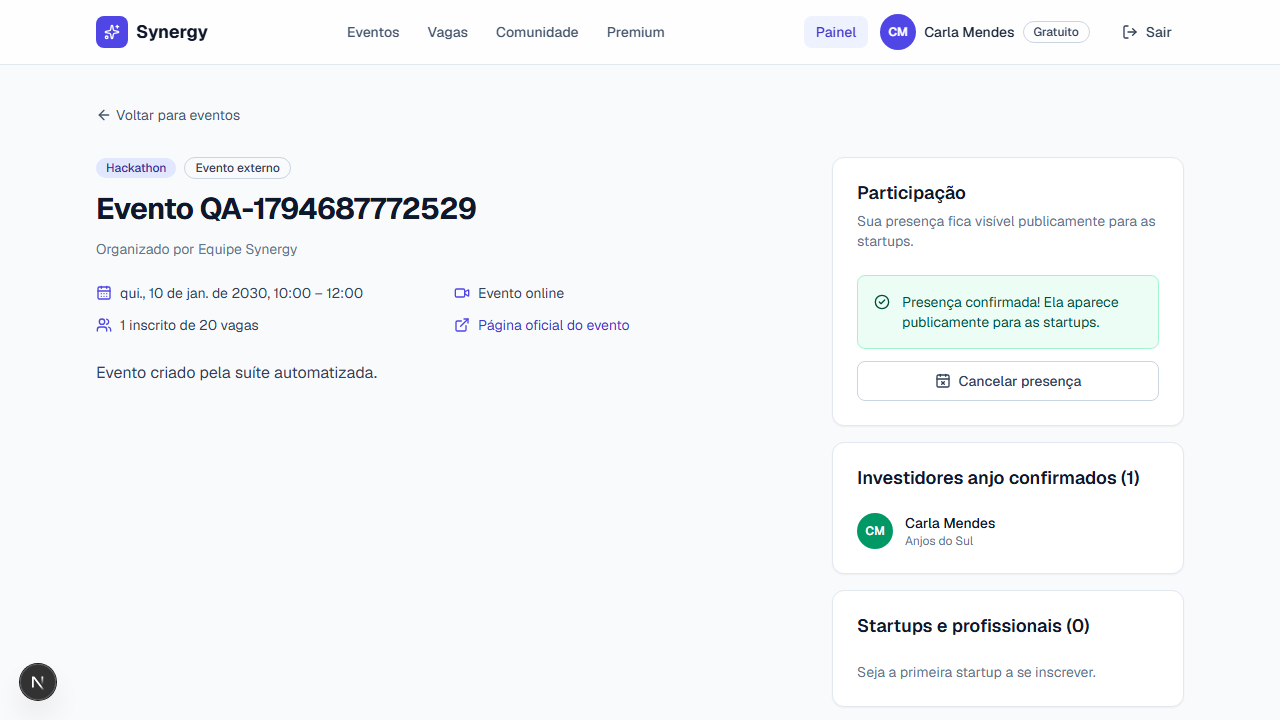 Synergy
Eventos
Vagas
Comunidade
Premium
Painel
CM
Carla Mendes
Gratuito
Sair
Voltar para eventos
Hackathon
Evento externo
Evento QA-1794687772529
Organizado por Equipe Synergy
qui., 10 de jan. de 2030, 10:00 – 12:00
Evento online
1 inscrito de 20 vagas
Página oficial do evento
Evento criado pela suíte automatizada.
Participação
Sua presença fica visível publicamente para as
startups.
Presença confirmada! Ela aparece
publicamente para as startups.
Cancelar presença
Investidores anjo confirmados (1)
CM
Carla Mendes
Anjos do Sul
Startups e profissionais (0)
Seja a primeira startup a se inscrever.
N